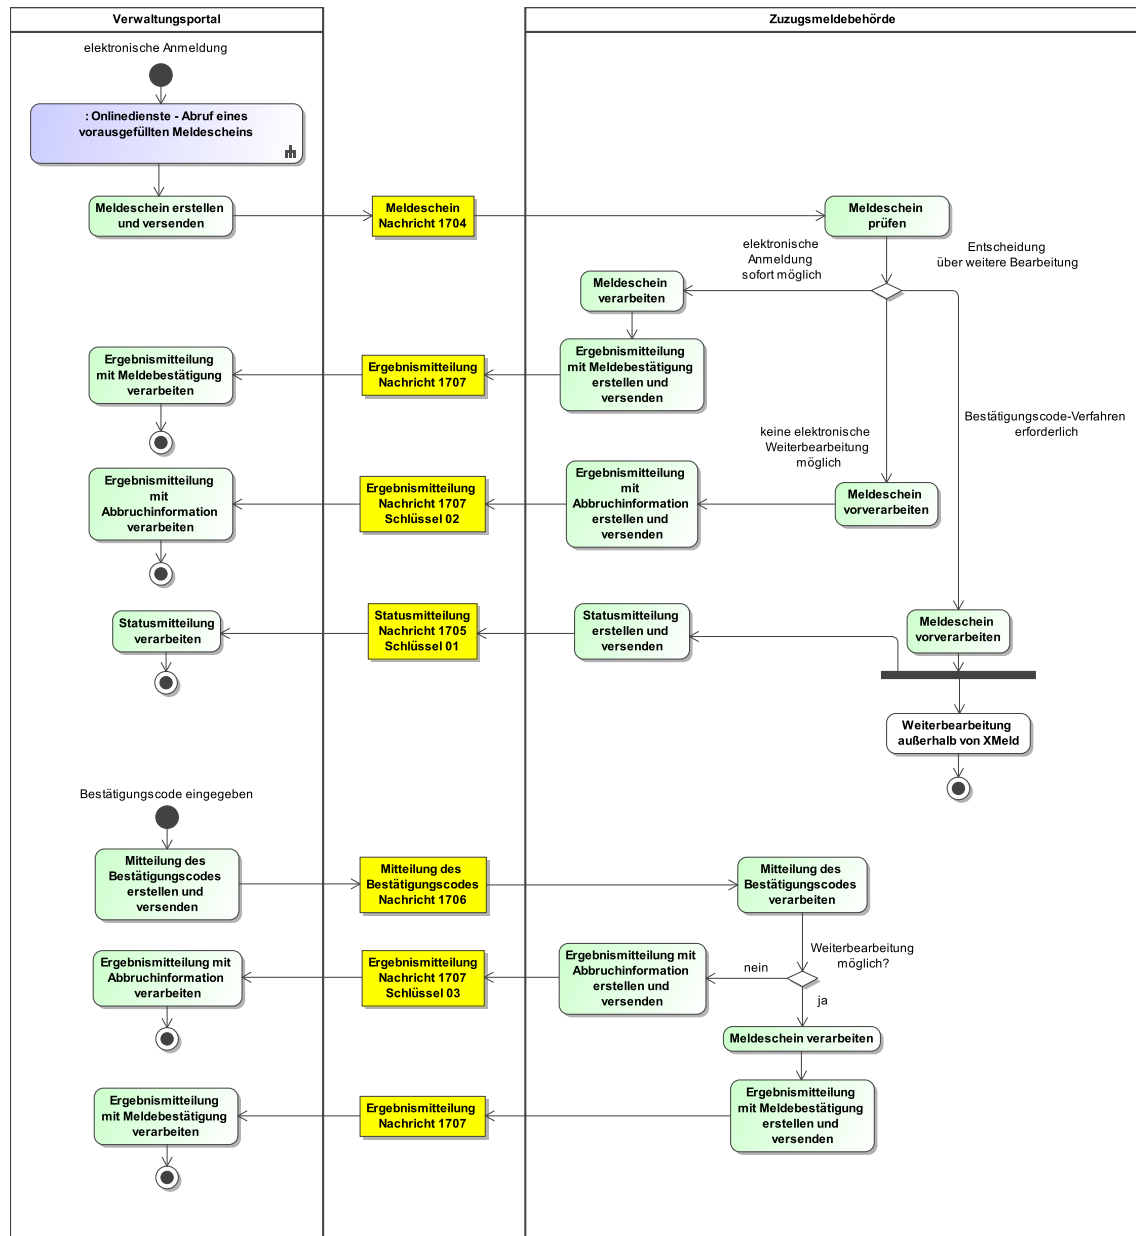 Verwaltungsportal
Zuzugsmeldebehörde
elektronische Anmeldung
: Onlinedienste - Abruf eines
vorausgefüllten Meldescheins
Meldeschein erstellen
und versenden
Meldeschein
Nachricht 1704
Meldeschein
prüfen
elektronische
Anmeldung
sofort möglich
Entscheidung
über weitere Bearbeitung
Meldeschein
verarbeiten
Ergebnismitteilung
mit Meldebestätigung
verarbeiten
Ergebnismitteilung
Nachricht 1707
Ergebnismitteilung
mit Meldebestätigung
erstellen und
versenden
Bestätigungscode-Verfahren
erforderlich
keine elektronische
Weiterbearbeitung
möglich
Ergebnismitteilung
mit
Abbruchinformation
verarbeiten
Ergebnismitteilung
Nachricht 1707
Schlüssel 02
Ergebnismitteilung
mit
Abbruchinformation
erstellen und
versenden
Meldeschein
vorverarbeiten
Statusmitteilung
verarbeiten
Statusmitteilung
Nachricht 1705
Schlüssel 01
Statusmitteilung
erstellen und
versenden
Meldeschein
vorverarbeiten
Weiterbearbeitung
außerhalb von XMeld
Bestätigungscode eingegeben
Mitteilung des
Bestätigungscodes
erstellen und
versenden
Mitteilung des
Bestätigungscodes
Nachricht 1706
Mitteilung des
Bestätigungscodes
verarbeiten
Weiterbearbeitung
möglich?
Ergebnismitteilung mit
Abbruchinformation
verarbeiten
Ergebnismitteilung
Nachricht 1707
Schlüssel 03
Ergebnismitteilung mit
Abbruchinformation
erstellen und
versenden
nein
ja
Meldeschein verarbeiten
Ergebnismitteilung
mit Meldebestätigung
verarbeiten
Ergebnismitteilung
Nachricht 1707
Ergebnismitteilung
mit Meldebestätigung
erstellen und
versenden